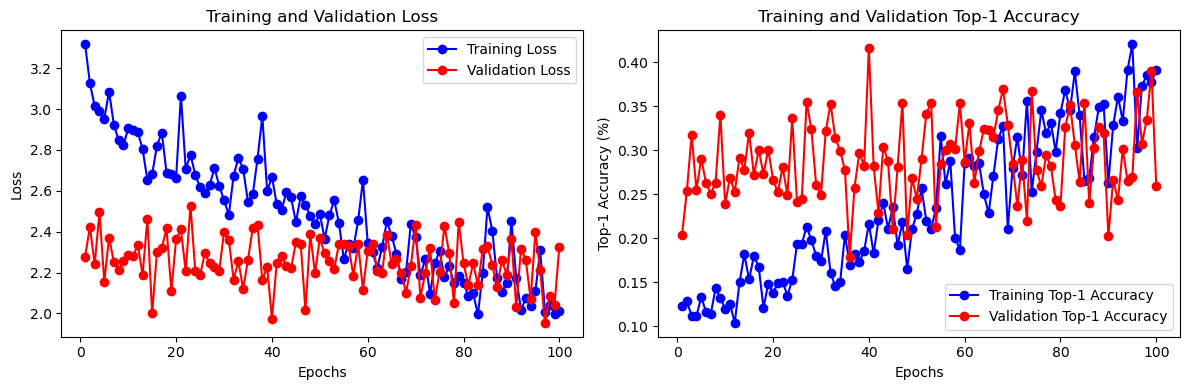 Training and Validation Loss
Training Loss
Validation Loss
Loss
3.2
3.0
2.8
2.6
2.4
2.2
2.0
0
20
40
60
80
100
Epochs
Training and Validation Top-1 Accuracy
Top-1 Accuracy (%)
0.40
0.35
0.30
0.25
0.20
0.15
0.10
Training Top-1 Accuracy
Validation Top-1 Accuracy
0
20
40
60
80
100
Epochs